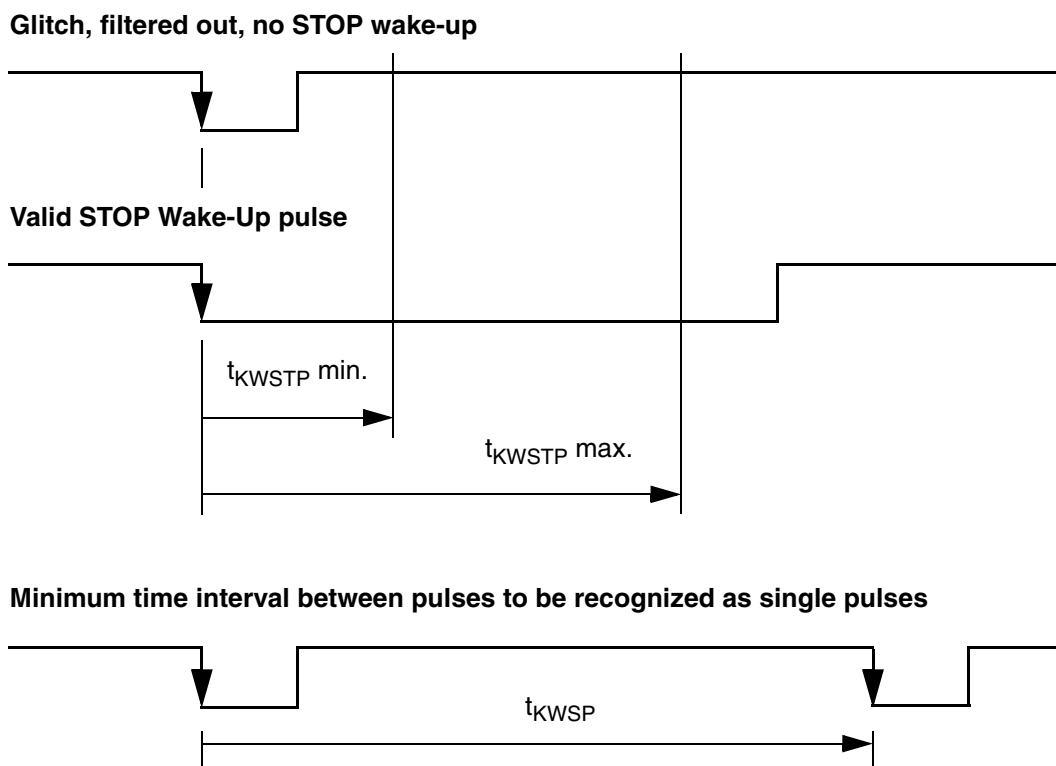 Glitch, filtered out, no STOP wake-up
Valid STOP Wake-Up pulse
tKWSTP min.
tKWSTP max.
Minimum time interval between pulses to be recognized as single pulses
tKWSP